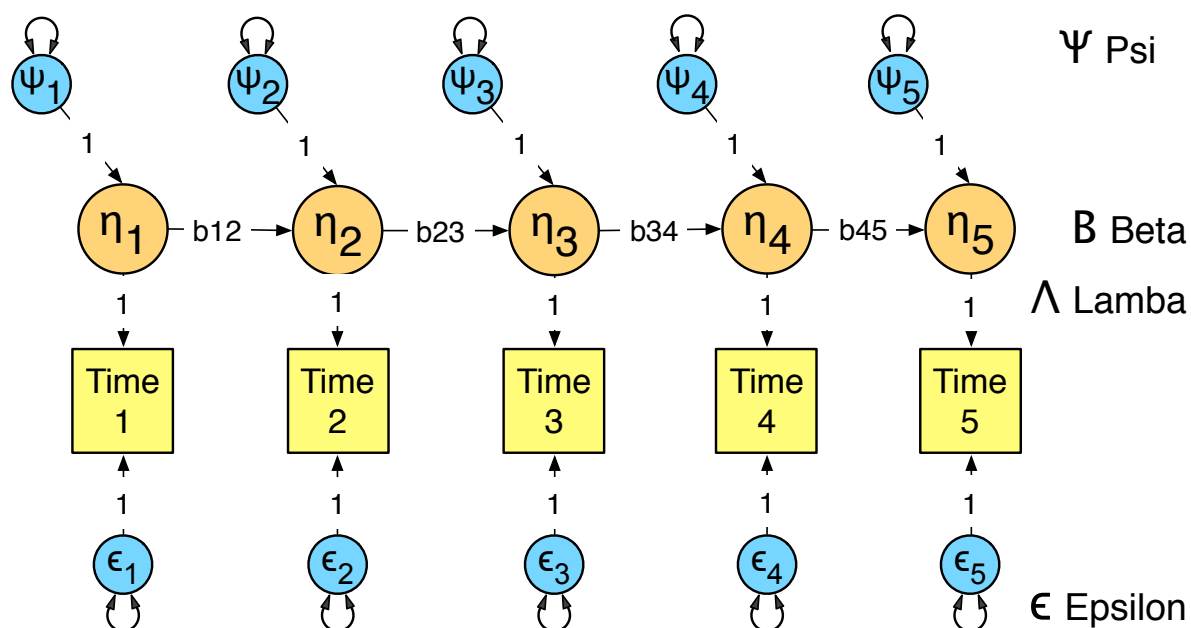 Ψ1 Ψ2 Ψ3 Ψ4 Ψ5 Ψ Psi
1 1 1 1 1
η1 b12 η2 b23 η3 b34 η4 b45 η5 B Beta
1 1 1 1 1 Λ Lamba
Time Time Time Time Time
1 2 3 4 5
1 1 1 1 1
ϵ1 ϵ2 ϵ3 ϵ4 ϵ5
ϵ Epsilon